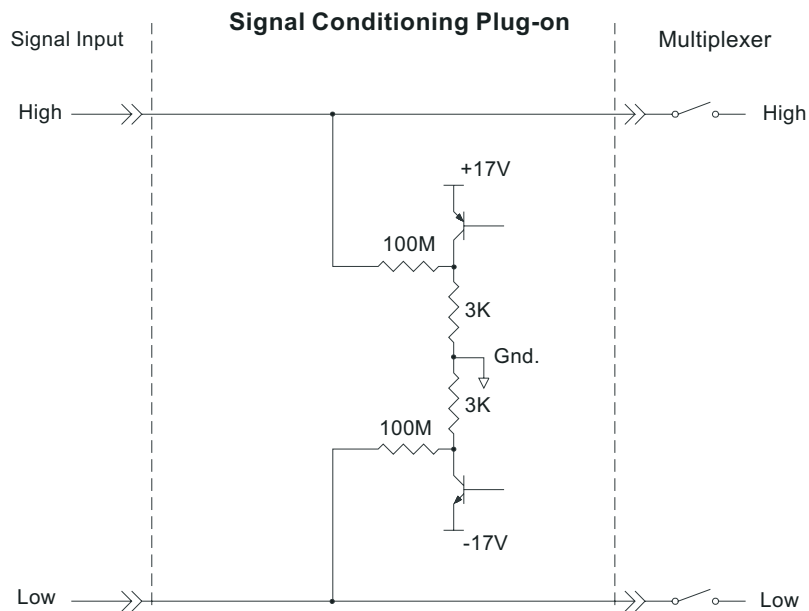 Signal Conditioning Plug-on
Signal Input
Multiplexer
High
High
+17V
100M
3K
Gnd.
3K
100M
-17V
Low
Low